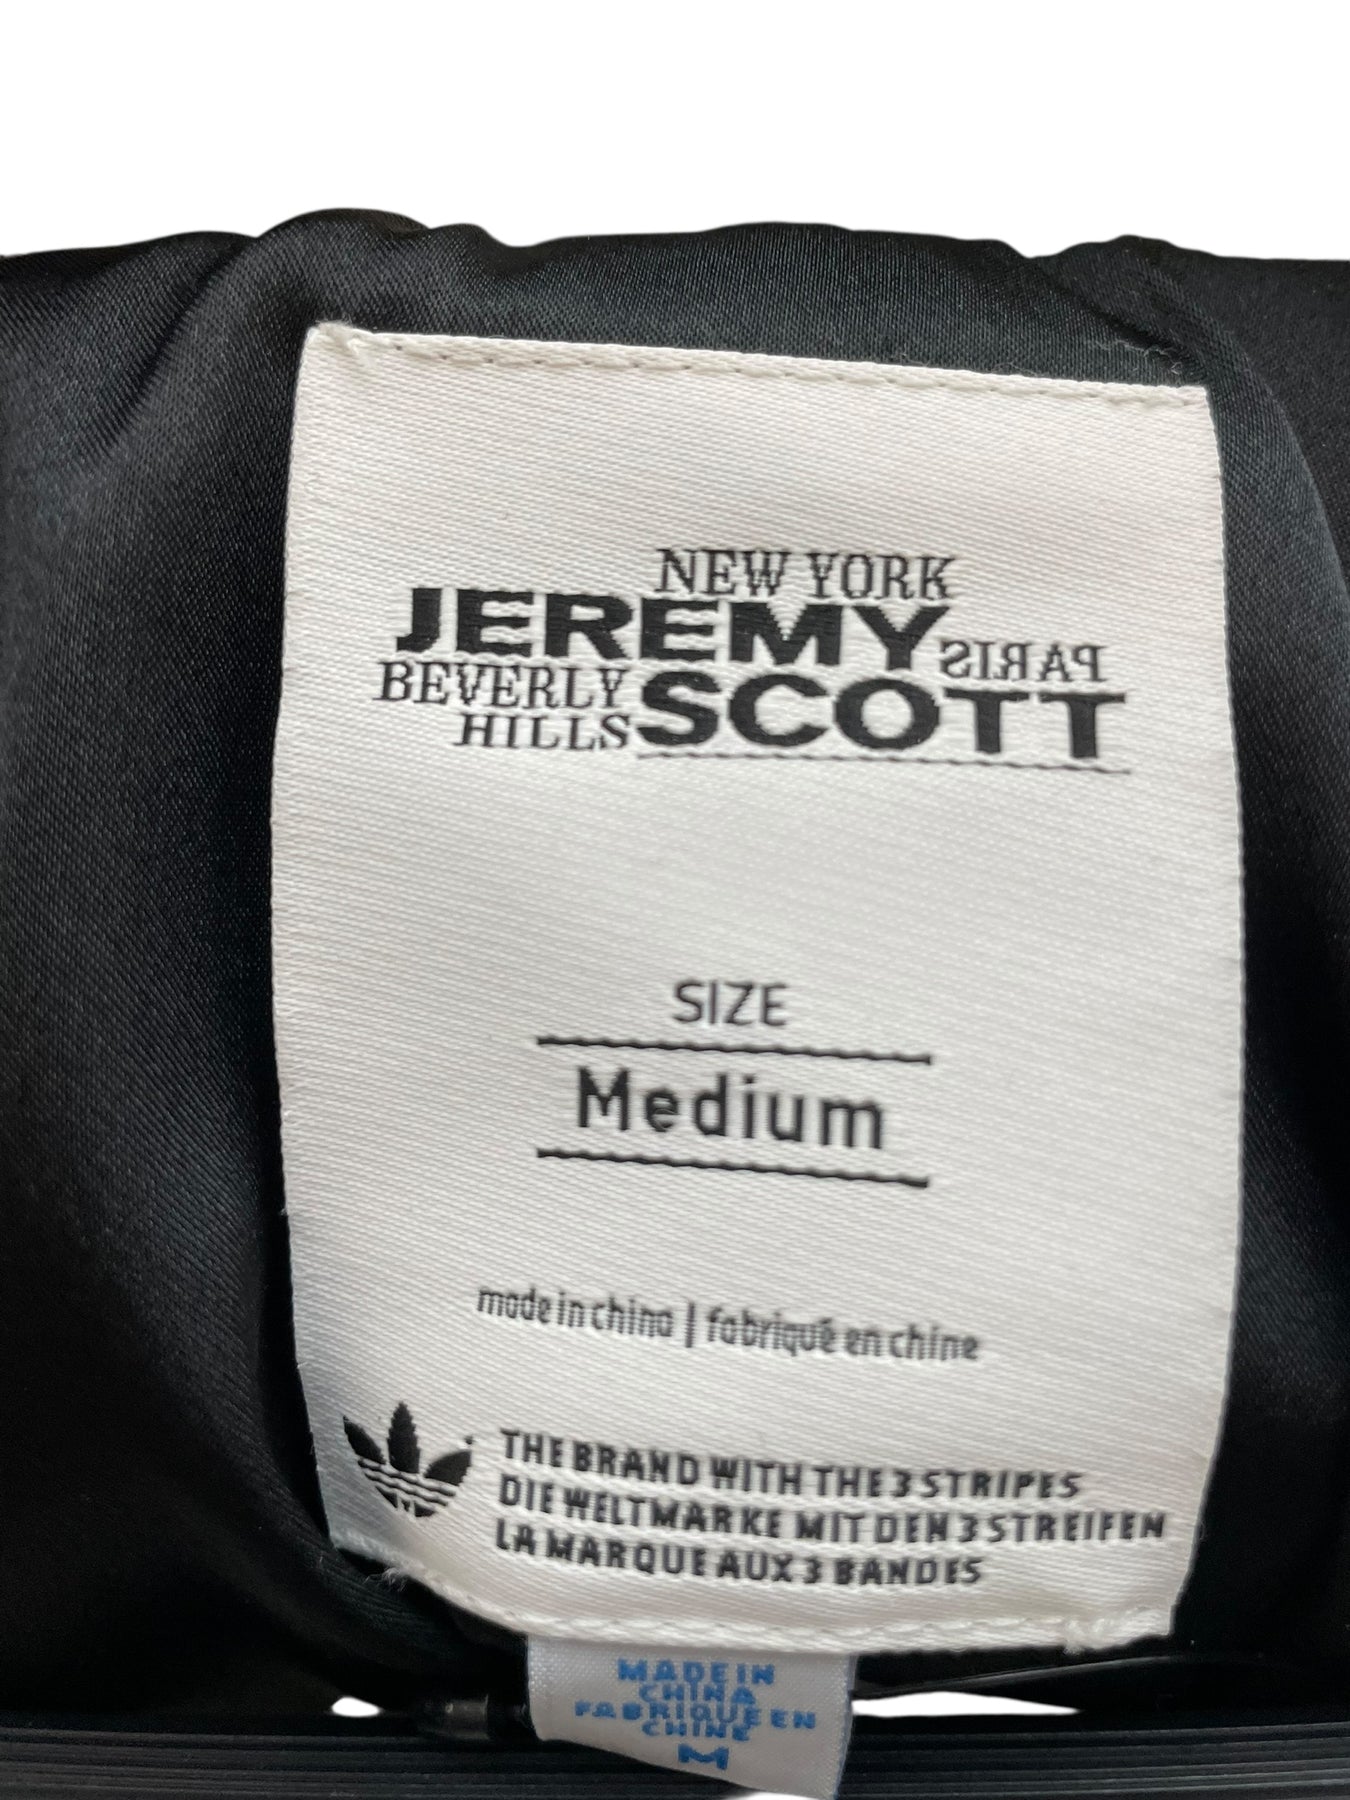 NEW YORK
JEREMY PARIS
BEVERLY HILLS SCOTT
SIZE
Medium
made in china | fabriqué en chine
THE BRAND WITH THE 3 STRIPES
DIE WELTMARKE MIT DEN 3 STREIFEN
LA MARQUE AUX 3 BANDES
MADE IN
CHINA
FABRIQUE EN
CHINE
M